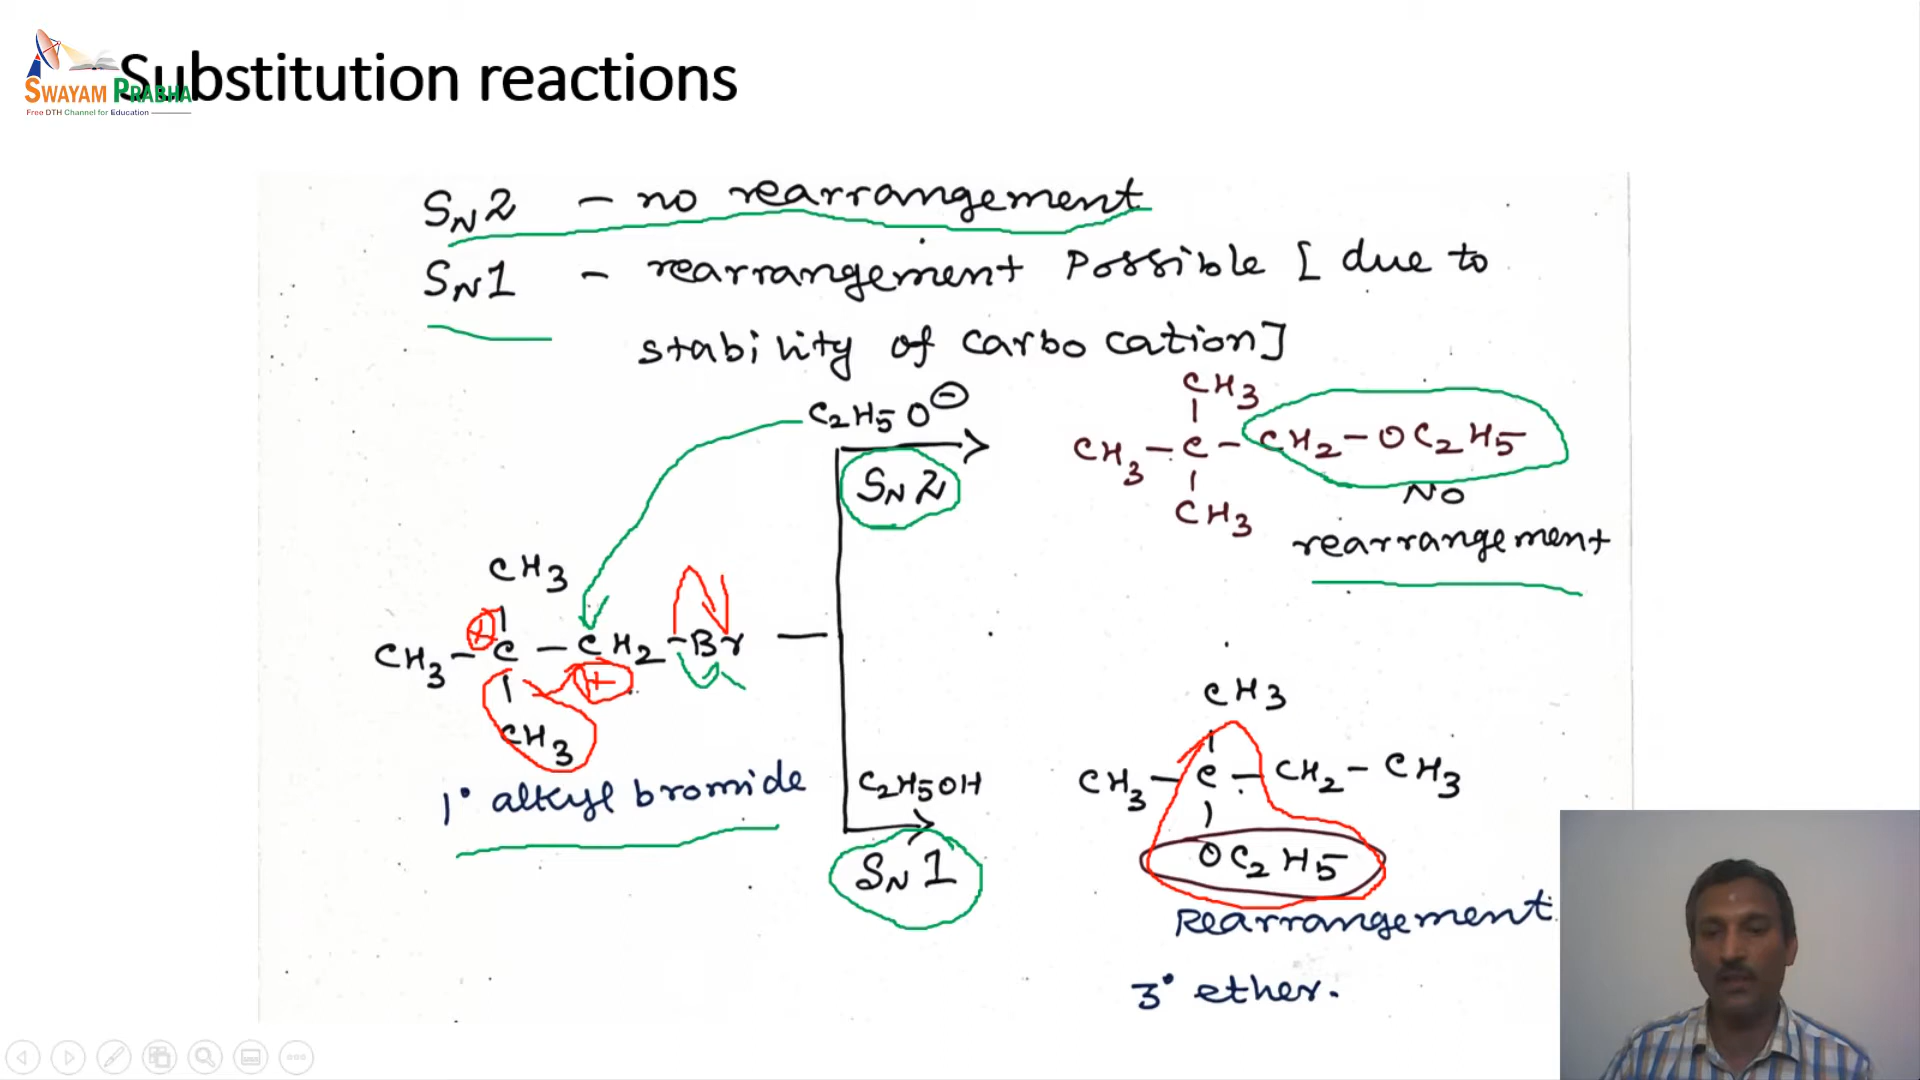 Substitution reactions
SWAYAM PRABHA
Free DTH Channel for Education
SN2 - no rearrangement
SN1 - rearrangement Possible [ due to
stability of carbo cation]
C2H5O⊖
SN2
CH3
CH3-C-CH2-OC2H5
CH3
No
rearrangement
CH3
⊕
CH3-C-CH2-Br
⊕
CH3
1° alkyl bromide
C2H5OH
SN1
CH3
CH3-C-CH2-CH3
OC2H5
Rearrangement
3° ether.